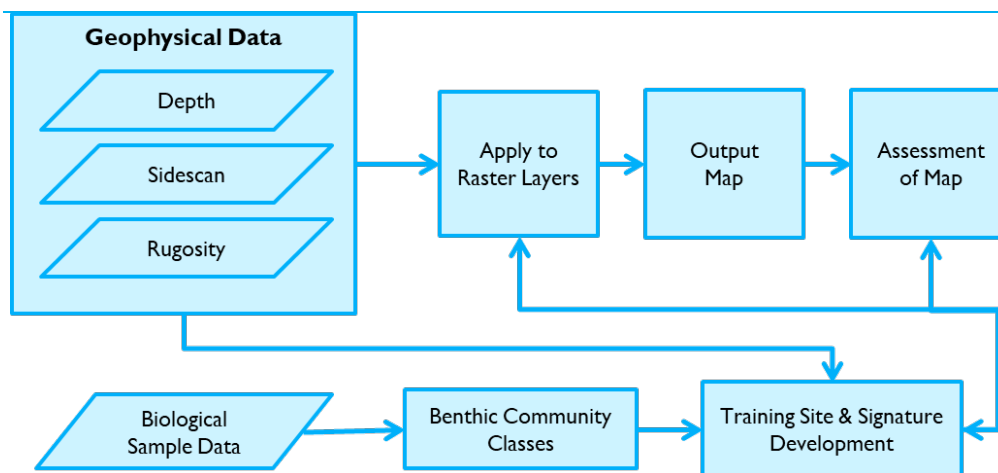 Geophysical Data
Depth
Sidescan
Rugosity
Apply to
Raster Layers
Output
Map
Assessment
of Map
Biological
Sample Data
Benthic Community
Classes
Training Site & Signature
Development